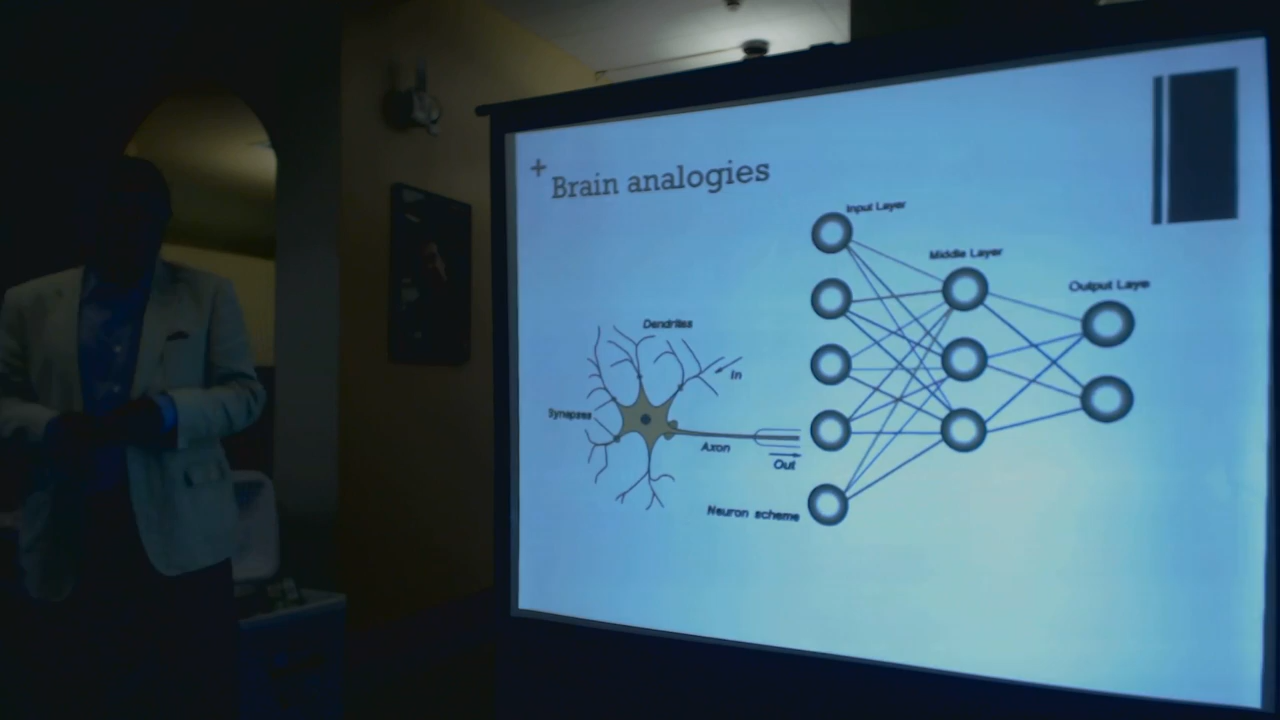 + Brain analogies
Input Layer
Middle Layer
Output Laye
Dendrites
In
Synapses
Axon
Out
Neuron scheme